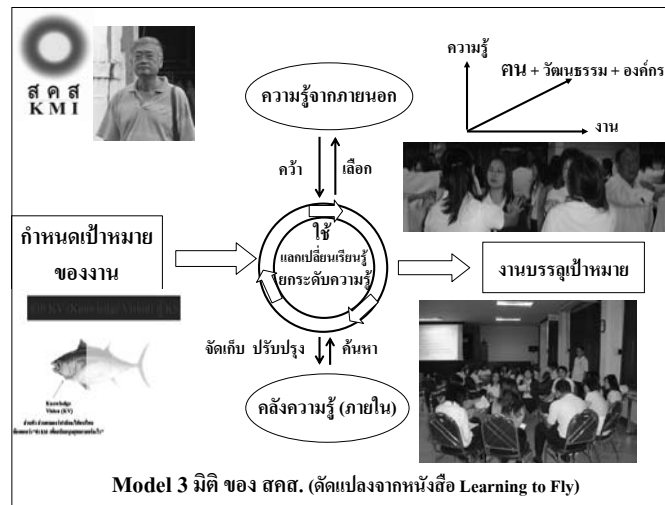 ส ค ส
KMI
ความรู้
คน + วัฒนธรรม + องค์กร
งาน
ความรู้จากภายนอก
คว้า
เลือก
กำหนดเป้าหมาย
ของงาน
ใช้
แลกเปลี่ยนเรียนรู้
ยกระดับความรู้
งานบรรลุเป้าหมาย
จัดเก็บ ปรับปรุง
ค้นหา
คลังความรู้ (ภายใน)
Knowledge
Vision (KV)
Model 3 มิติ ของ สคส. (ดัดแปลงจากหนังสือ Learning to Fly)